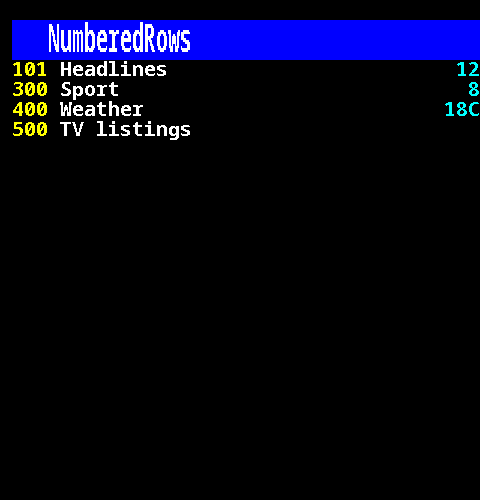 NumberedRows
101 Headlines 12
300 Sport 8
400 Weather 18C
500 TV listings